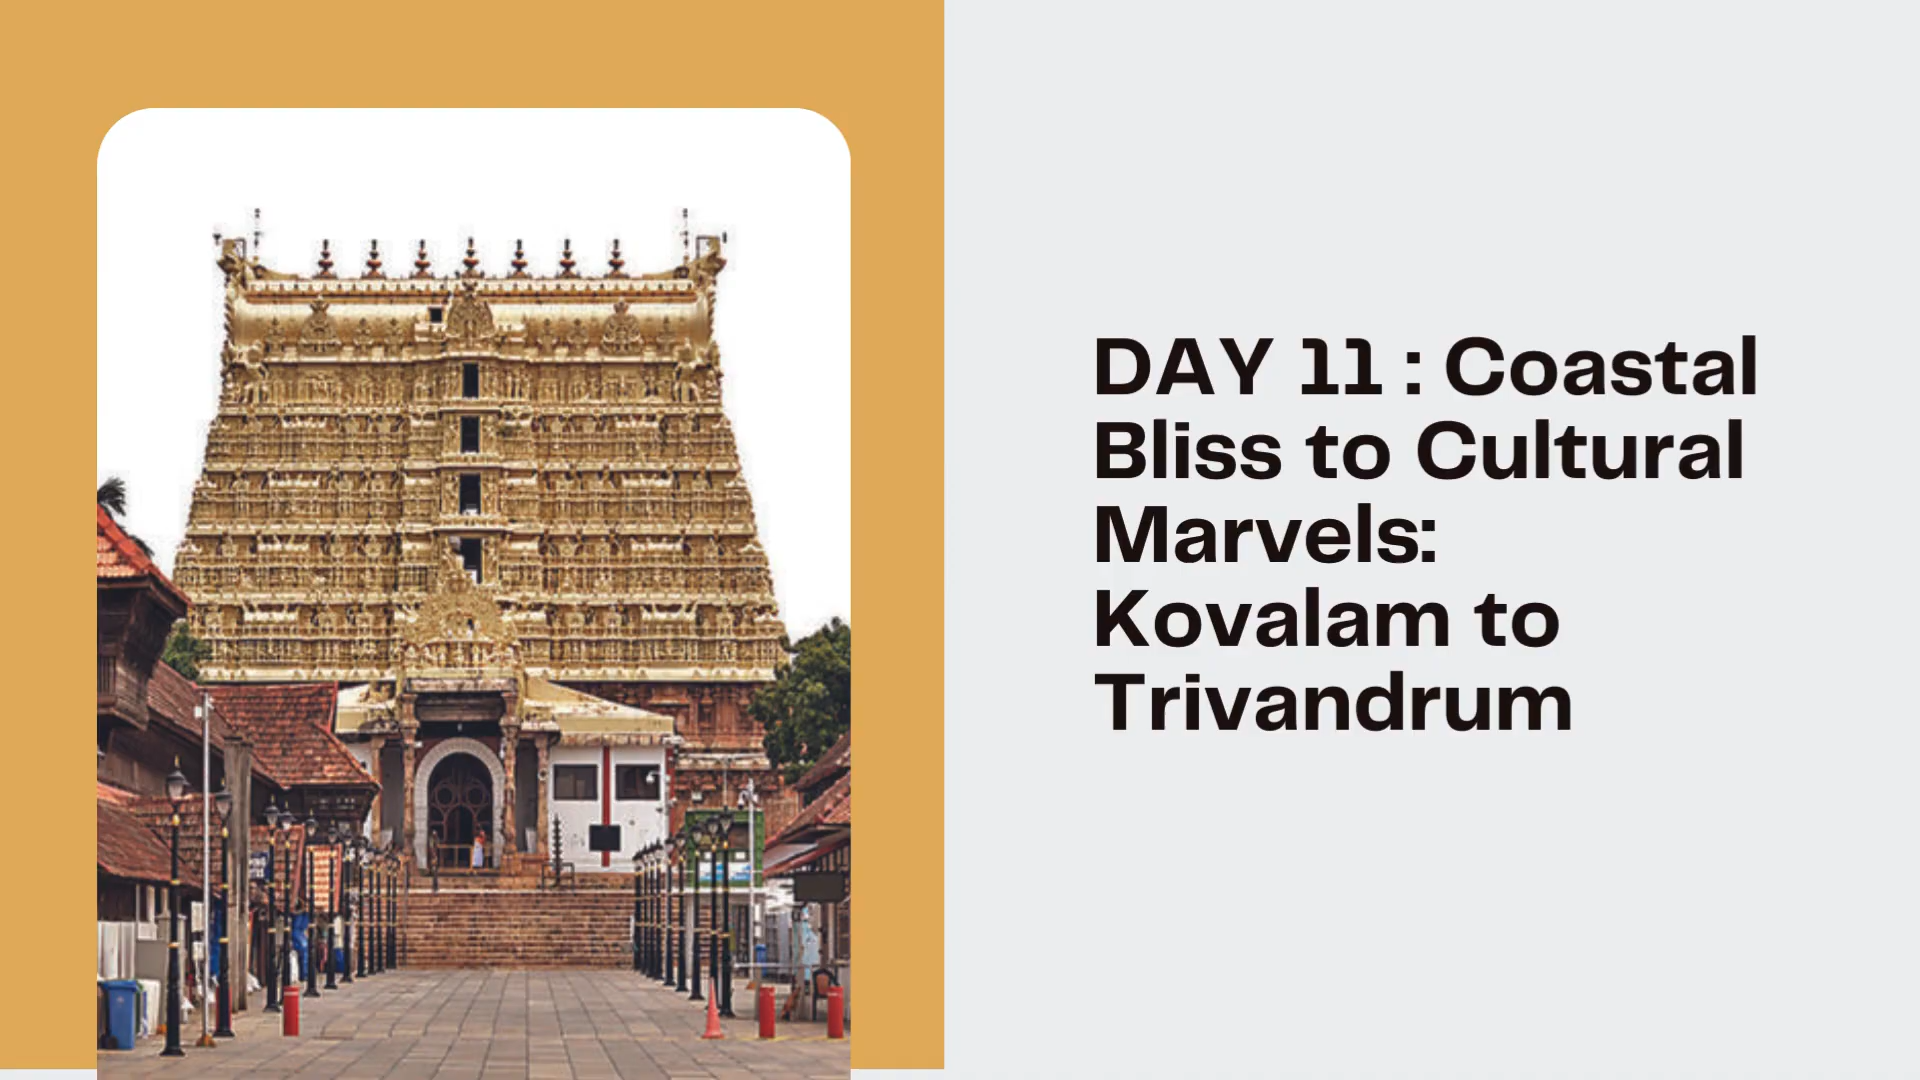 DAY 11 : Coastal
Bliss to Cultural
Marvels:
Kovalam to
Trivandrum